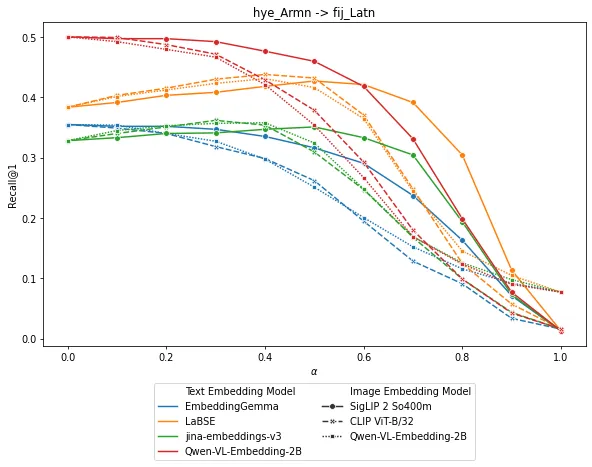 hye_Armn -> fij_Latn
0.5
0.4
0.3
0.2
0.1
0.0
Recall@1
0.0 0.2 0.4 0.6 0.8 1.0
α
Text Embedding Model Image Embedding Model
EmbeddingGemma SigLIP 2 So400m
LaBSE CLIP ViT-B/32
jina-embeddings-v3 Qwen-VL-Embedding-2B
Qwen-VL-Embedding-2B